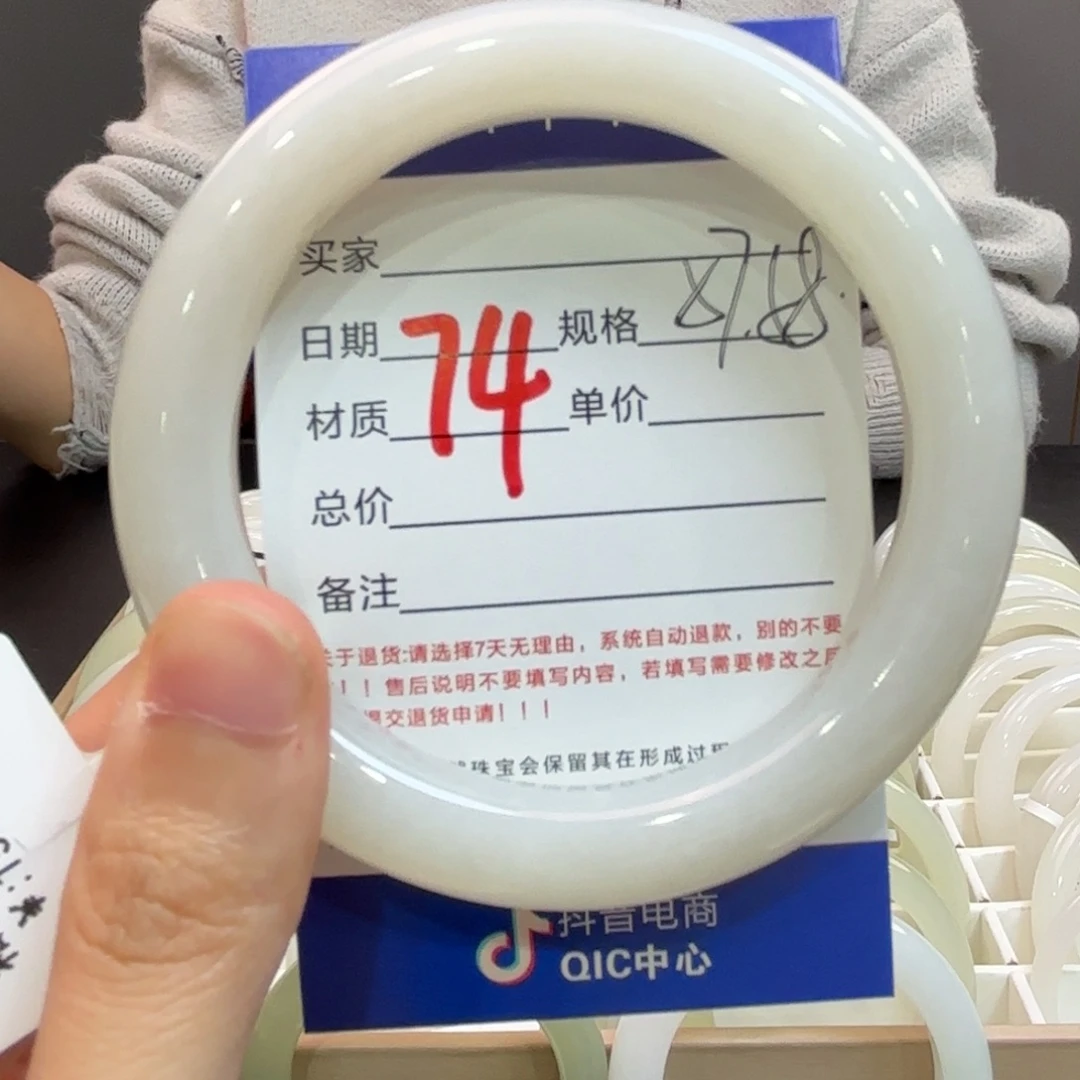 买家
日期 74 规格 87.68
材质 单价
总价
备注
关于退货:请选择7天无理由，系统自动退款，别的不要
！！售后说明不要填写内容，若填写需要修改之后
提交退货申请！！！
珠宝会保留其在形成过程
抖音电商
QIC中心